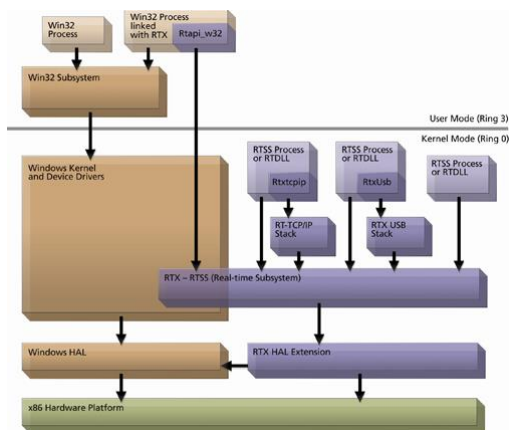 Win32
Process
Win32 Process
linked
with RTX
Rtapi_w32
Win32 Subsystem
User Mode (Ring 3)
Kernel Mode (Ring 0)
Windows Kernel
and Device Drivers
RTSS Process
or RTDLL
Rtxtcpip
RTSS Process
or RTDLL
RtxUsb
RTSS Process
or RTDLL
RT-TCP/IP
Stack
RTX USB
Stack
RTX – RTSS (Real-time Subsystem)
Windows HAL
RTX HAL Extension
x86 Hardware Platform